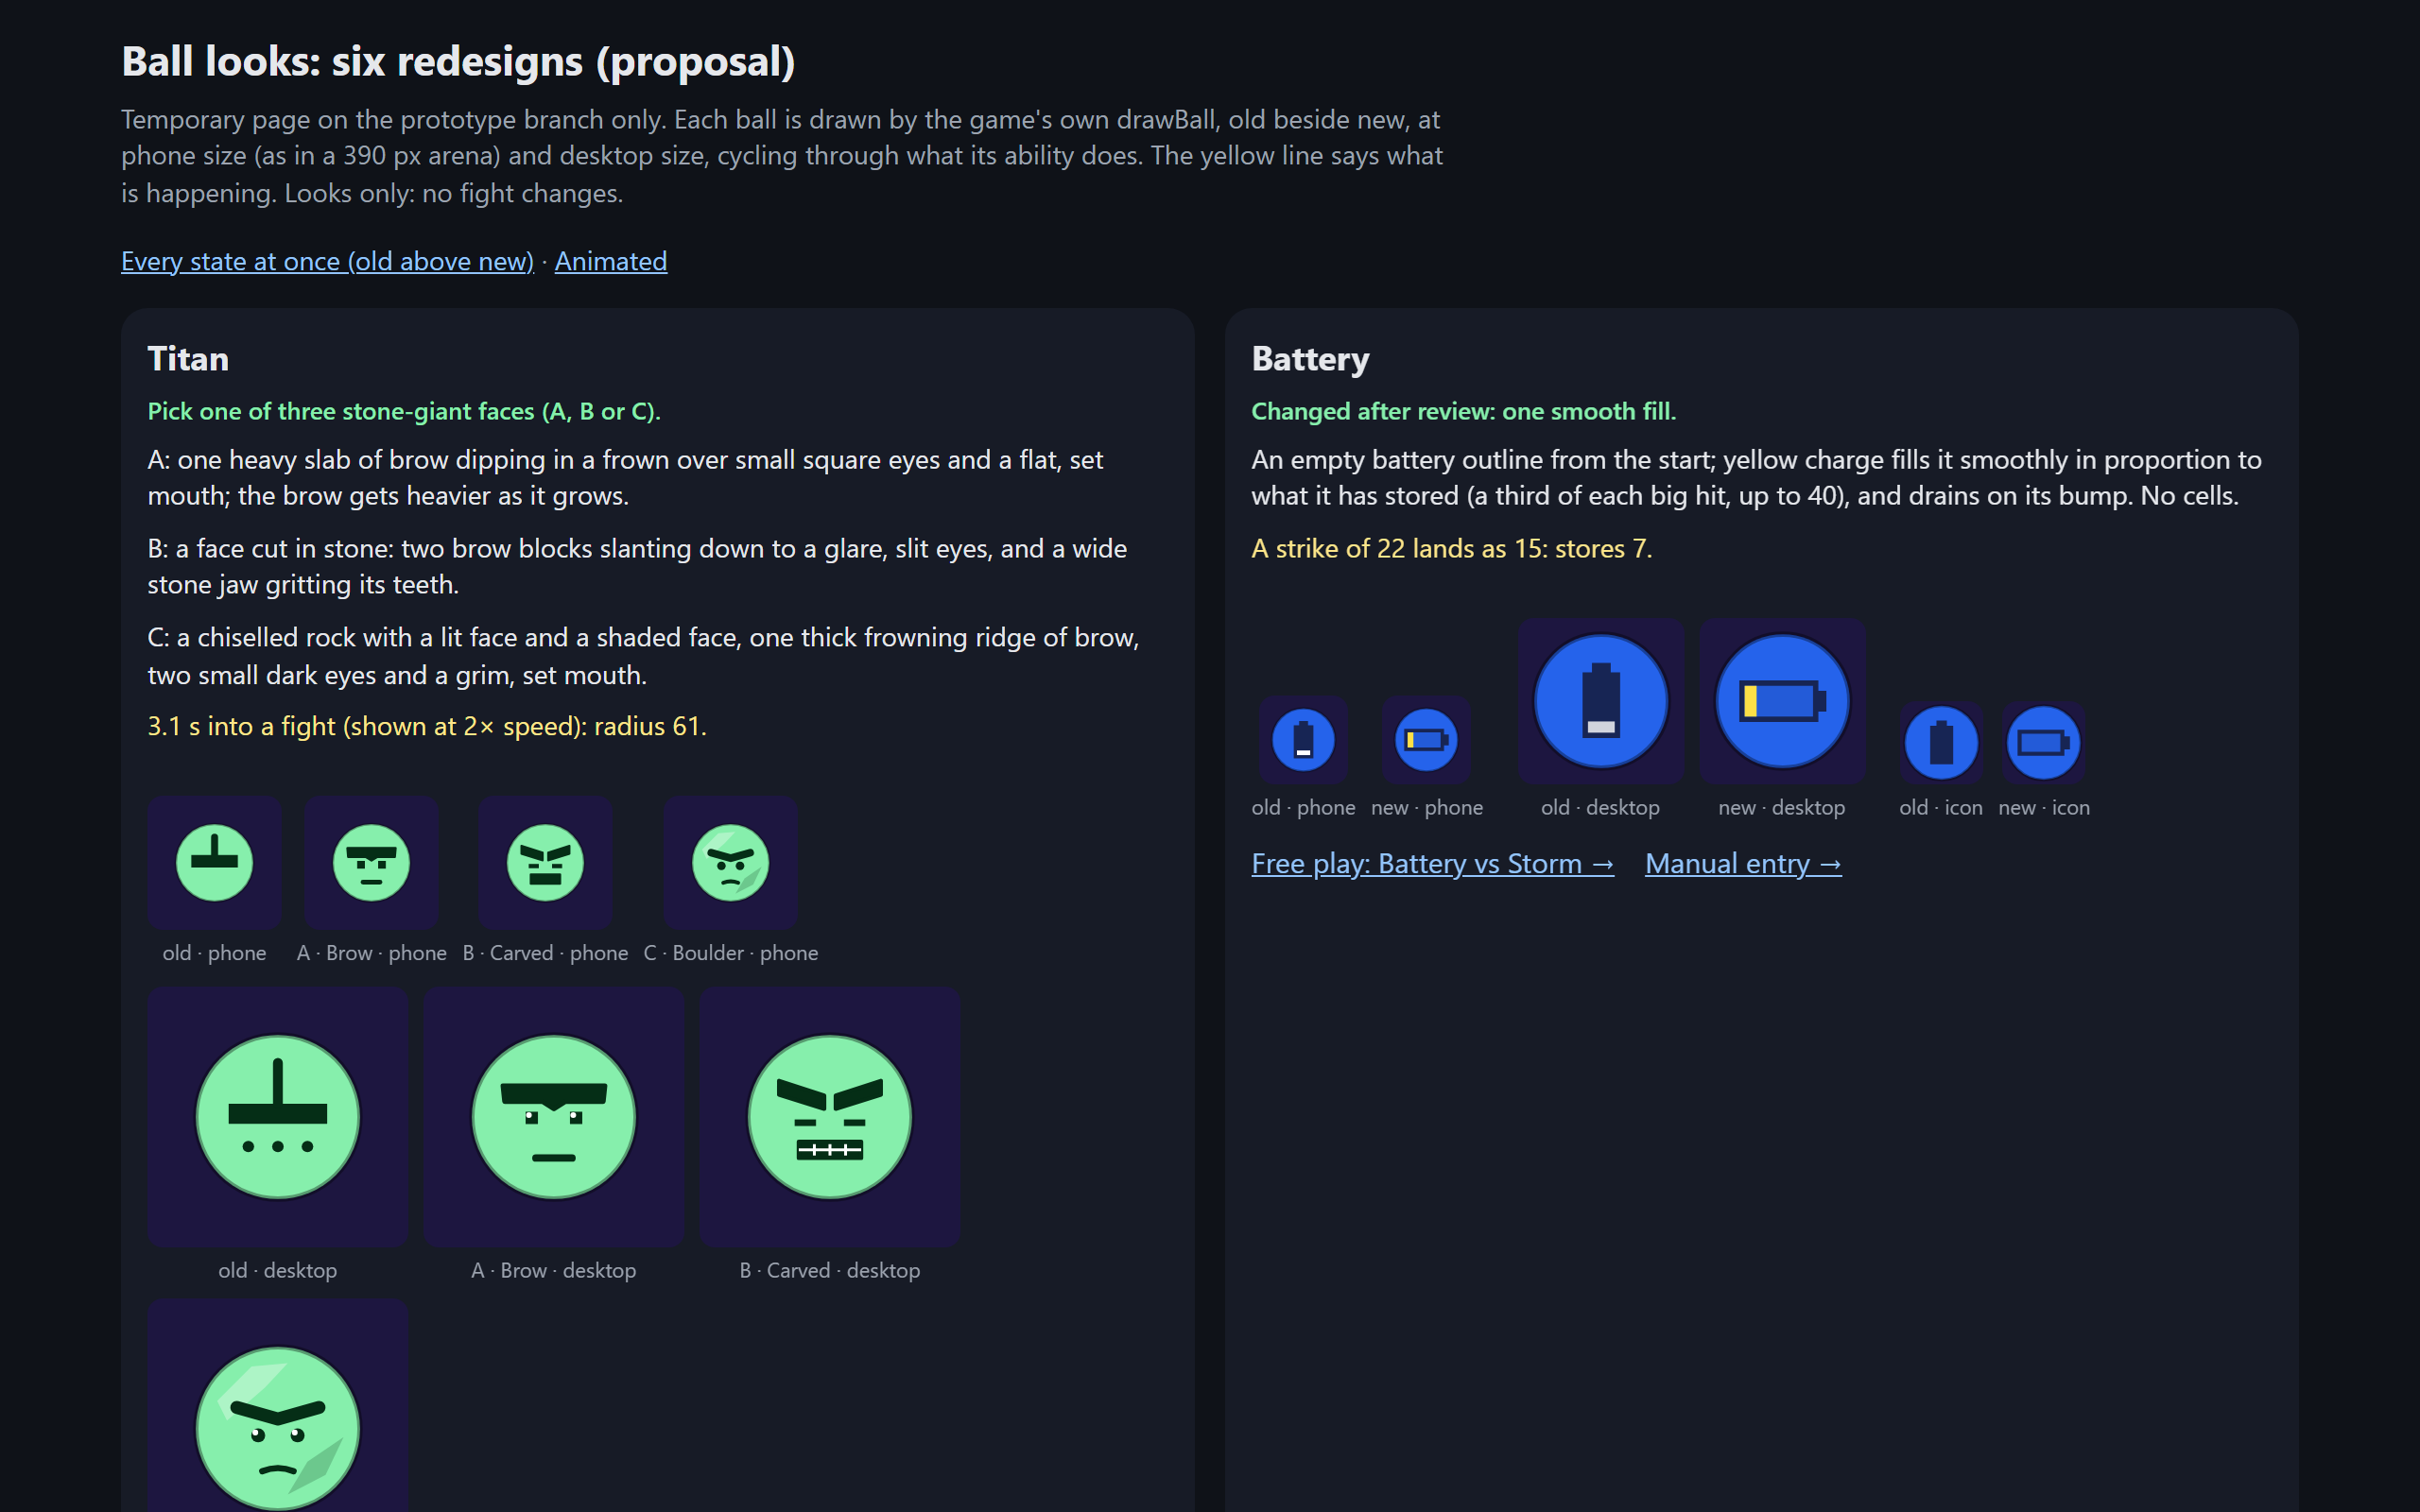 Ball looks: six redesigns (proposal)
Temporary page on the prototype branch only. Each ball is drawn by the game's own drawBall, old beside new, at
phone size (as in a 390 px arena) and desktop size, cycling through what its ability does. The yellow line says what
is happening. Looks only: no fight changes.
Every state at once (old above new) · Animated
Titan
Pick one of three stone-giant faces (A, B or C).
A: one heavy slab of brow dipping in a frown over small square eyes and a flat, set
mouth; the brow gets heavier as it grows.
B: a face cut in stone: two brow blocks slanting down to a glare, slit eyes, and a wide
stone jaw gritting its teeth.
C: a chiselled rock with a lit face and a shaded face, one thick frowning ridge of brow,
two small dark eyes and a grim, set mouth.
3.1 s into a fight (shown at 2× speed): radius 61.
old · phone
A · Brow · phone
B · Carved · phone
C · Boulder · phone
old · desktop
A · Brow · desktop
B · Carved · desktop
Battery
Changed after review: one smooth fill.
An empty battery outline from the start; yellow charge fills it smoothly in proportion to
what it has stored (a third of each big hit, up to 40), and drains on its bump. No cells.
A strike of 22 lands as 15: stores 7.
old · phone
new · phone
old · desktop
new · desktop
old · icon
new · icon
Free play: Battery vs Storm →
Manual entry →